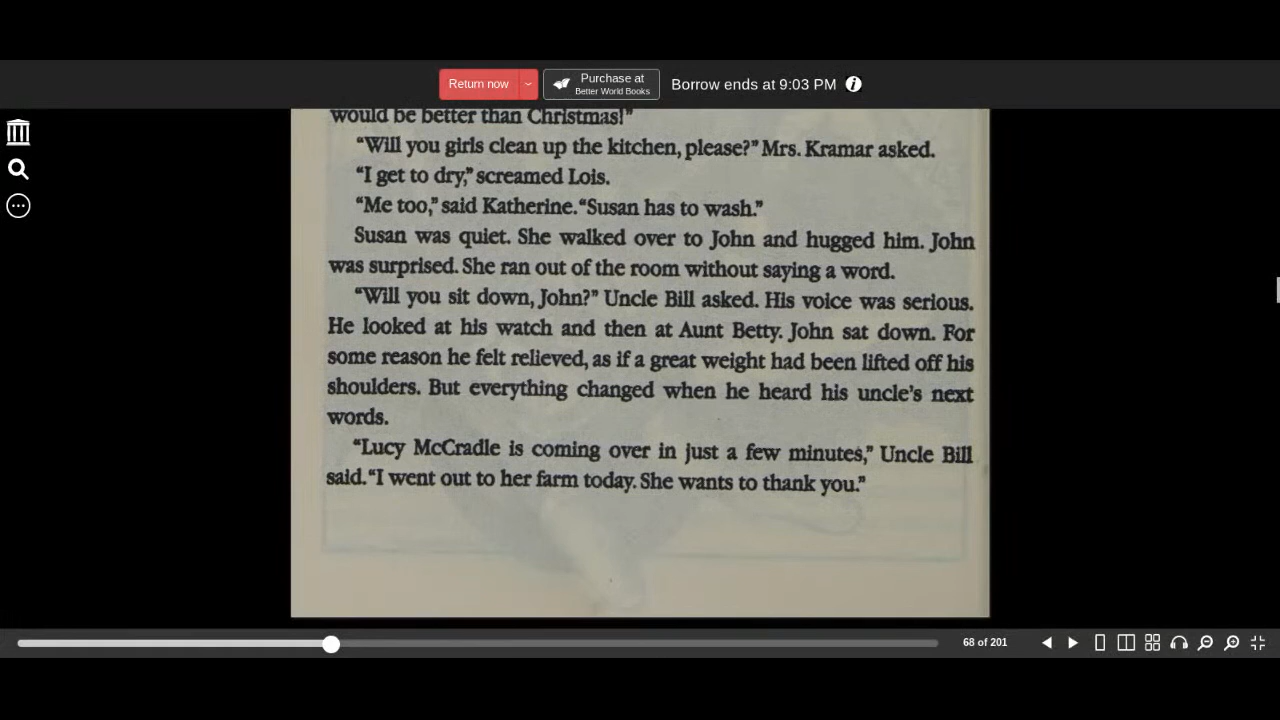 Return now
Purchase at
Better World Books
Borrow ends at 9:03 PM
would be better than Christmas!”
“Will you girls clean up the kitchen, please?” Mrs. Kramar asked.
“I get to dry,” screamed Lois.
“Me too,” said Katherine. “Susan has to wash.”
Susan was quiet. She walked over to John and hugged him. John
was surprised. She ran out of the room without saying a word.
“Will you sit down, John?” Uncle Bill asked. His voice was serious.
He looked at his watch and then at Aunt Betty. John sat down. For
some reason he felt relieved, as if a great weight had been lifted off his
shoulders. But everything changed when he heard his uncle’s next
words.
“Lucy McCradle is coming over in just a few minutes,” Uncle Bill
said. “I went out to her farm today. She wants to thank you.”
68 of 201